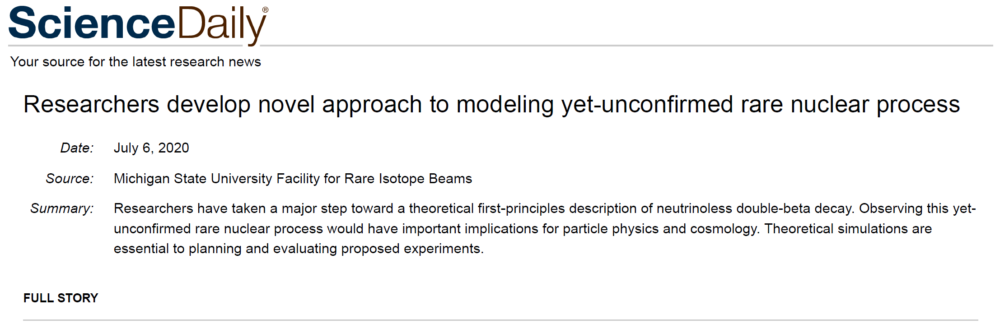 ScienceDaily®
Your source for the latest research news
Researchers develop novel approach to modeling yet-unconfirmed rare nuclear process
Date: July 6, 2020
Source: Michigan State University Facility for Rare Isotope Beams
Summary: Researchers have taken a major step toward a theoretical first-principles description of neutrinoless double-beta decay. Observing this yet-
unconfirmed rare nuclear process would have important implications for particle physics and cosmology. Theoretical simulations are
essential to planning and evaluating proposed experiments.
FULL STORY